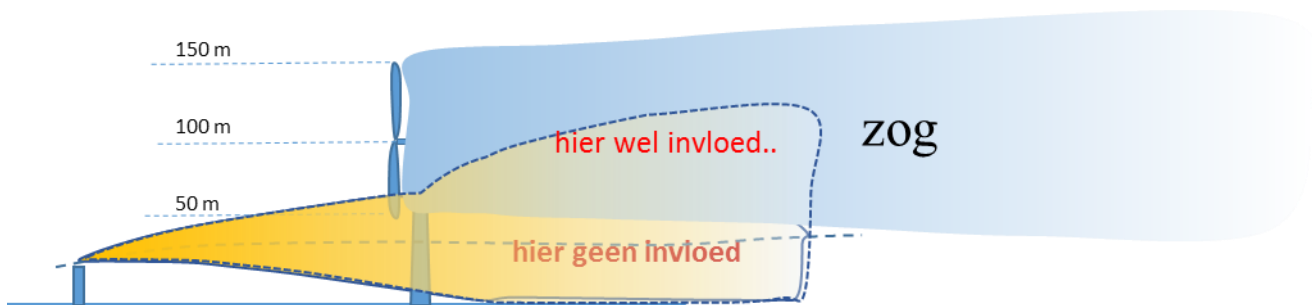 150 m
100 m
zog
hier wel invloed..
50 m
hier geen invloed